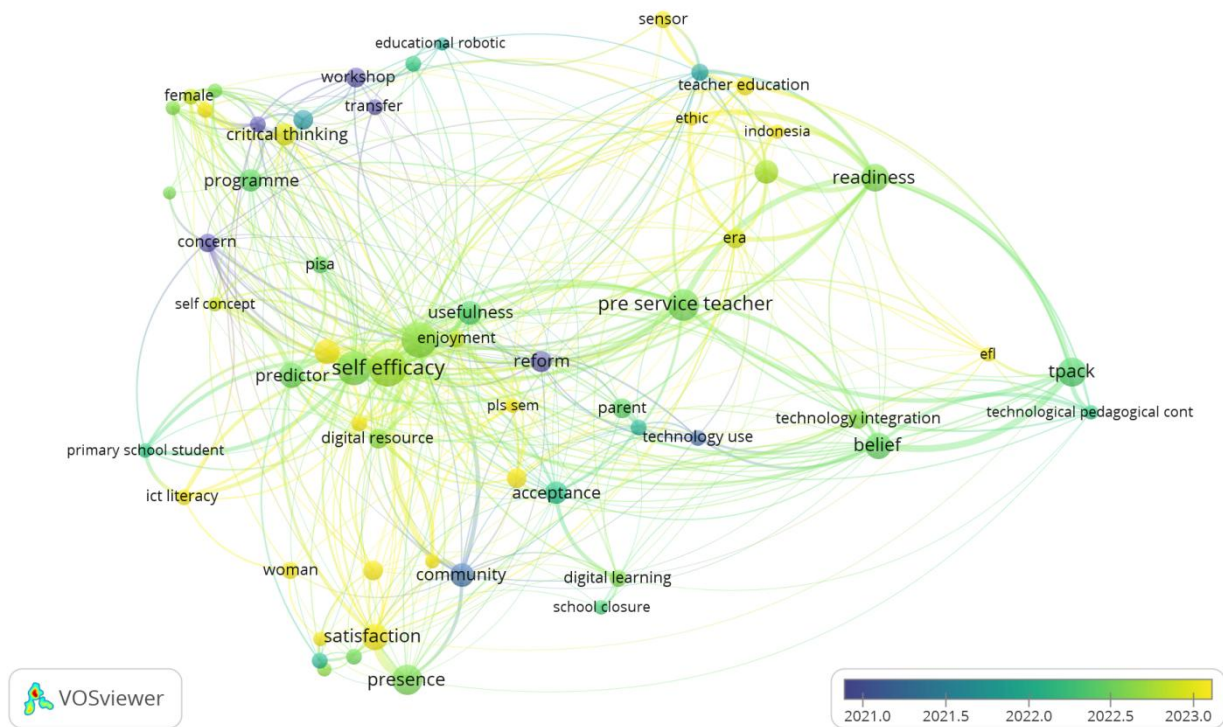 sensor
educational robotic
workshop
teacher education
female
transfer
ethic
indonesia
critical thinking
programme
readiness
era
concern
pisa
self concept
usefulness
pre service teacher
enjoyment
self efficacy
reform
predictor
efl
tpack
pls sem
parent
technological pedagogical cont
technology integration
digital resource
technology use
belief
primary school student
ict literacy
acceptance
woman
community
digital learning
school closure
satisfaction
presence
VOSviewer
2021.0 2021.5 2022.0 2022.5 2023.0